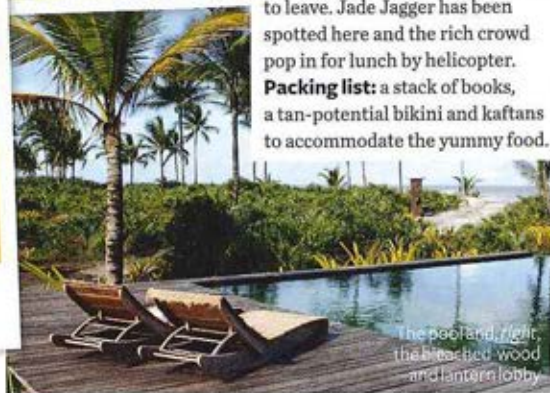 to leave. Jade Jagger has been
spotted here and the rich crowd
pop in for lunch by helicopter.
Packing list: a stack of books,
a tan-potential bikini and kaftans
to accommodate the yummy food.
The pool and, right,
the bleached-wood
and lantern lobby